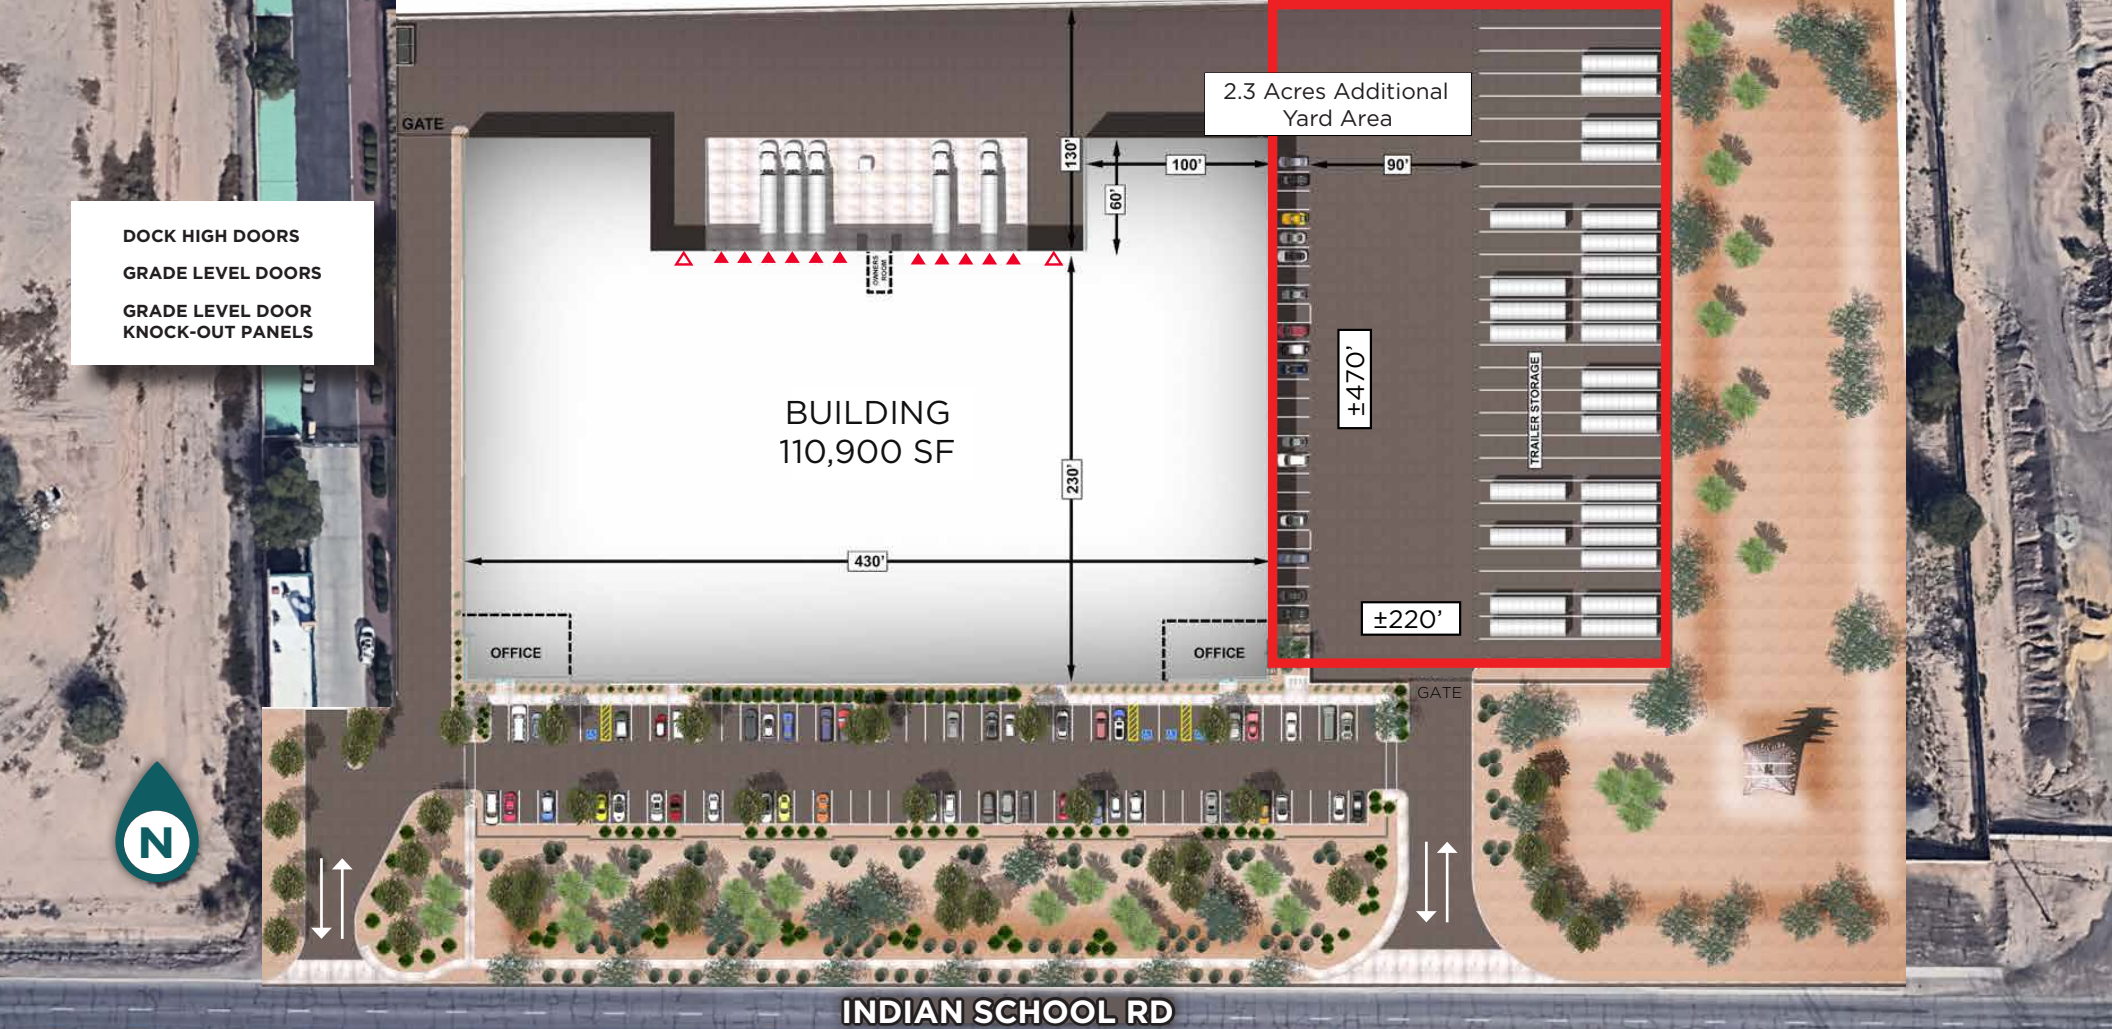 2.3 Acres Additional
Yard Area
GATE
130'
100'
90'
60'
DOCK HIGH DOORS
GRADE LEVEL DOORS
GRADE LEVEL DOOR
KNOCK-OUT PANELS
OWNERS
ROOM
±470'
TRAILER STORAGE
BUILDING
110,900 SF
230'
430'
±220'
OFFICE
OFFICE
GATE
N
INDIAN SCHOOL RD